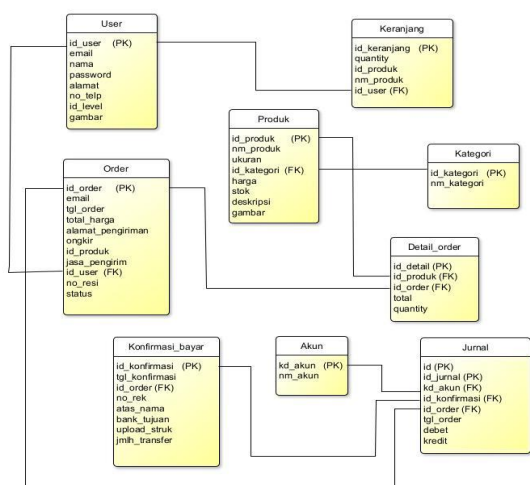 User
id_user (PK)
email
nama
password
alamat
no_telp
id_level
gambar
Keranjang
id_keranjang (PK)
quantity
id_produk
nm_produk
id_user (FK)
Produk
id_produk (PK)
nm_produk
ukuran
id_kategori (FK)
harga
stok
deskripsi
gambar
Kategori
id_kategori (PK)
nm_kategori
Order
id_order (PK)
email
tgl_order
total_harga
alamat_pengiriman
ongkir
id_produk
jasa_pengirim
id_user (FK)
no_resi
status
Detail_order
id_detail (PK)
id_produk (FK)
id_order (FK)
total
quantity
Konfirmasi_bayar
id_konfirmasi (PK)
tgl_konfirmasi
id_order (FK)
no_rek
atas_nama
bank_tujuan
upload_struk
jmlh_transfer
Akun
kd_akun (PK)
nm_akun
Jurnal
id (PK)
id_jurnal (PK)
kd_akun (FK)
id_konfirmasi (FK)
id_order (FK)
tgl_order
debet
kredit